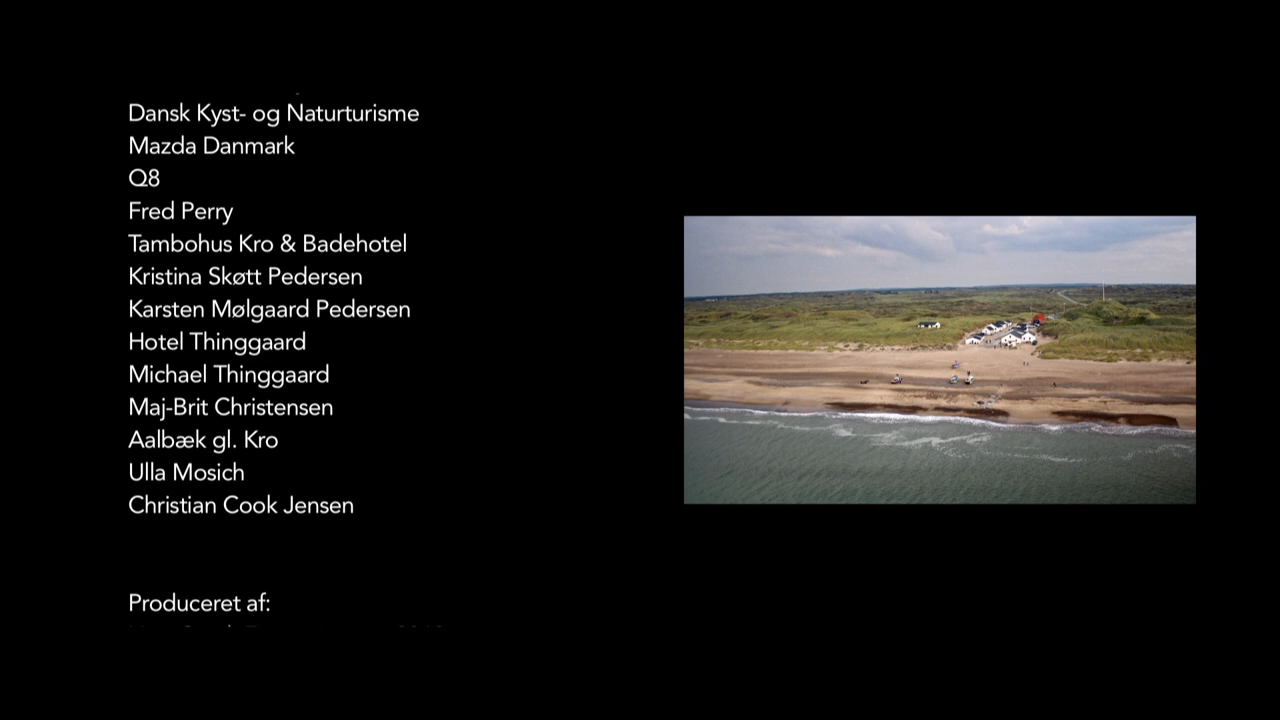 Dansk Kyst- og Naturturisme
Mazda Danmark
Q8
Fred Perry
Tambohus Kro & Badehotel
Kristina Skøtt Pedersen
Karsten Mølgaard Pedersen
Hotel Thinggaard
Michael Thinggaard
Maj-Brit Christensen
Aalbæk gl. Kro
Ulla Mosich
Christian Cook Jensen
Produceret af: